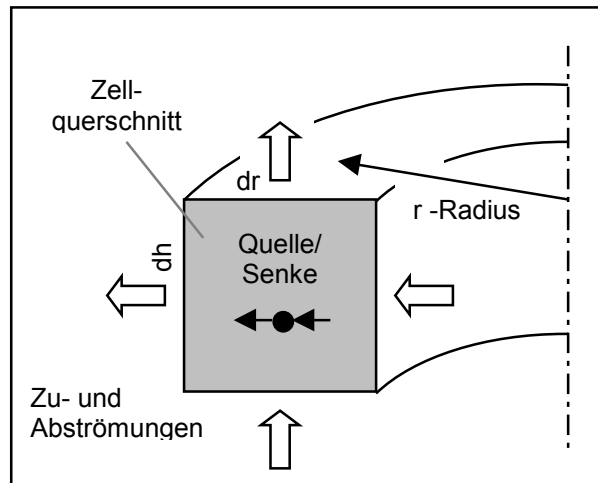 Zell-
querschnitt
dr
r -Radius
dh
Quelle/
Senke
Zu- und
Abströmungen